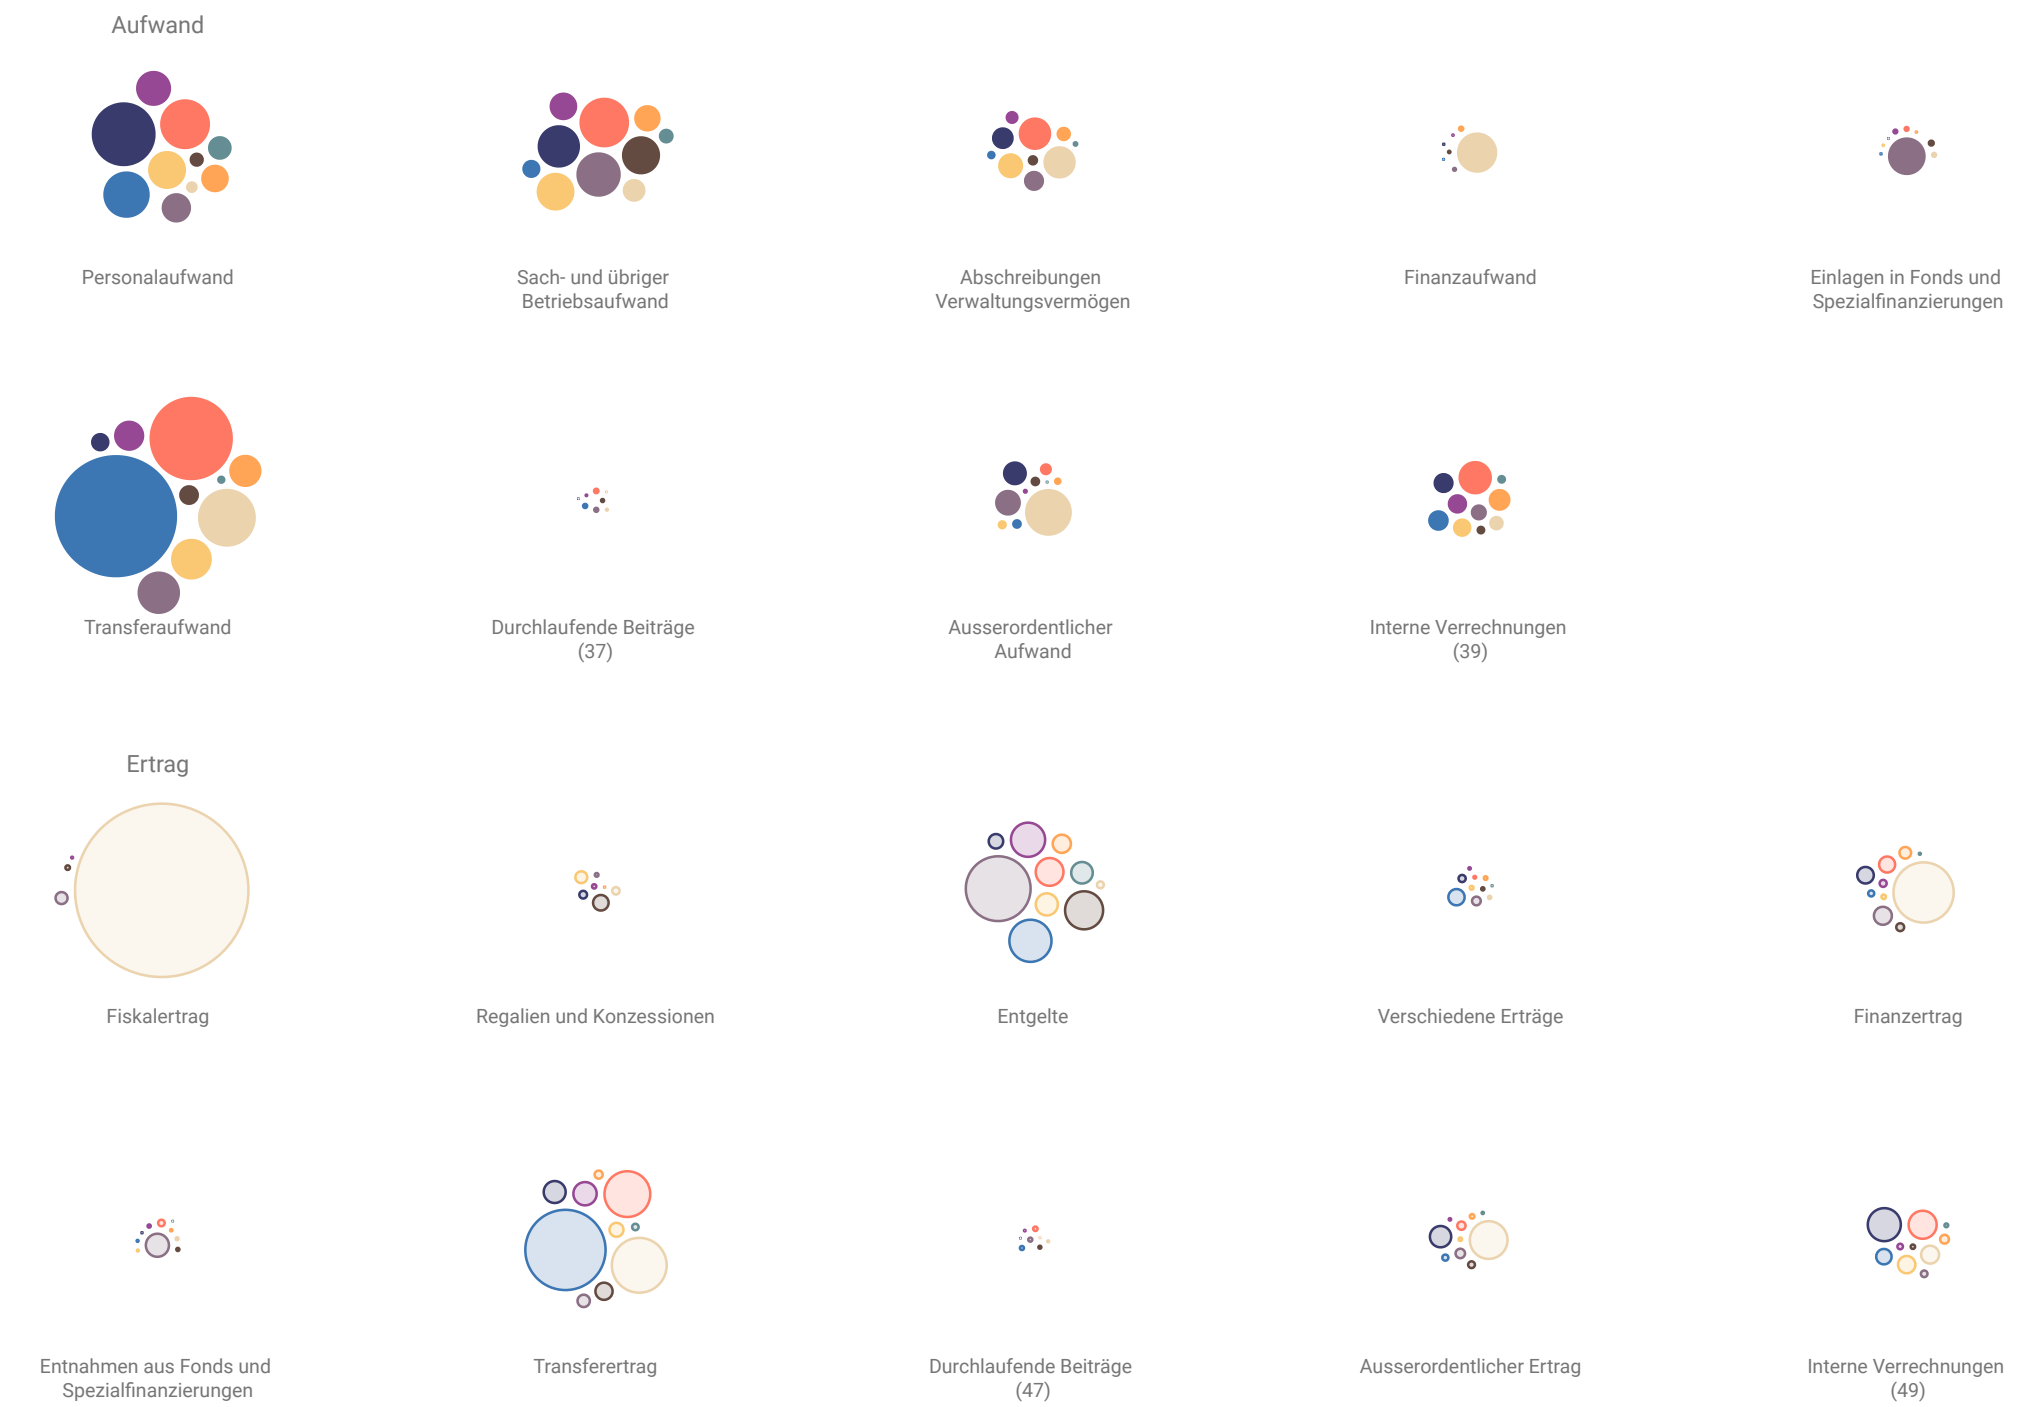 Aufwand
Personalaufwand
Sach- und übriger
Betriebsaufwand
Abschreibungen
Verwaltungsvermögen
Finanzaufwand
Einlagen in Fonds und
Spezialfinanzierungen
Transferaufwand
Durchlaufende Beiträge
(37)
Ausserordentlicher
Aufwand
Interne Verrechnungen
(39)
Ertrag
Fiskalertrag
Regalien und Konzessionen
Entgelte
Verschiedene Erträge
Finanzertrag
Entnahmen aus Fonds und
Spezialfinanzierungen
Transferertrag
Durchlaufende Beiträge
(47)
Ausserordentlicher Ertrag
Interne Verrechnungen
(49)